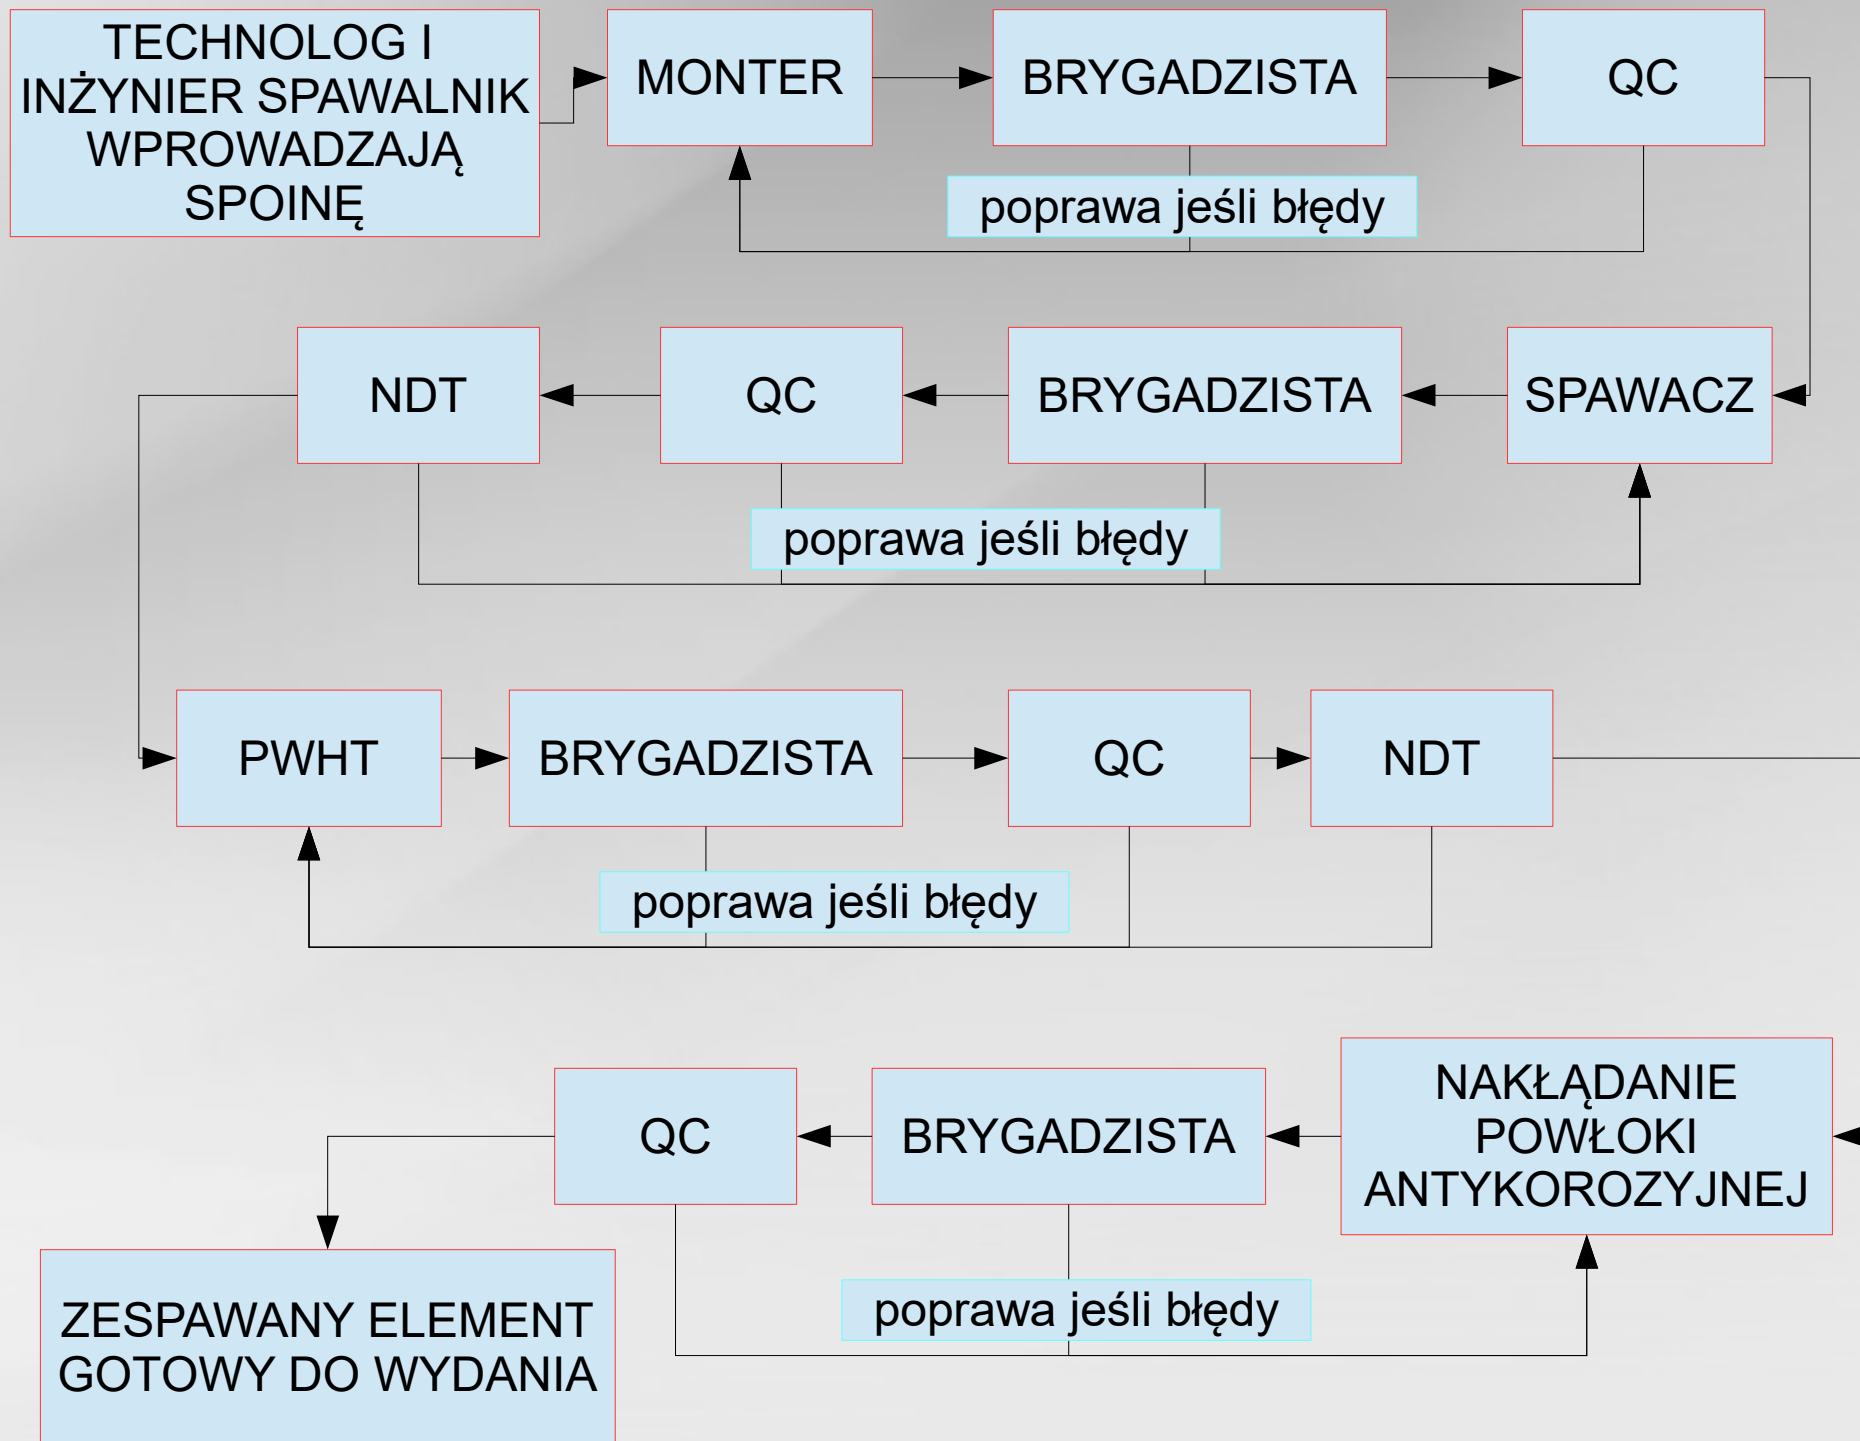 TECHNOLOG I
INŻYNIER SPAWALNIK
WPROWADZAJĄ
SPOINĘ
MONTER
BRYGADZISTA
QC
poprawa jeśli błędy
NDT
QC
BRYGADZISTA
SPAWACZ
poprawa jeśli błędy
PWHT
BRYGADZISTA
QC
NDT
poprawa jeśli błędy
QC
BRYGADZISTA
NAKŁĄDANIE
POWŁOKI
ANTYKOROZYJNEJ
poprawa jeśli błędy
ZESPAWANY ELEMENT
GOTOWY DO WYDANIA